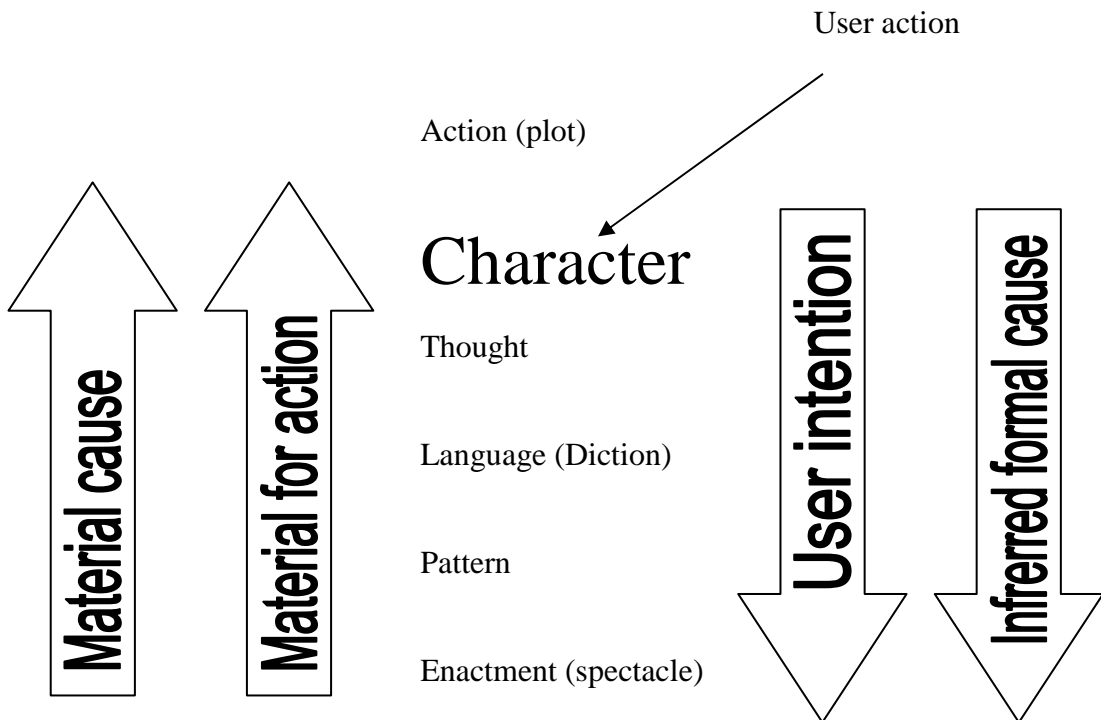 User action
Action (plot)
Character
Thought
Language (Diction)
Pattern
Enactment (spectacle)
Material cause
Material for action
User intention
Infrerred formal cause